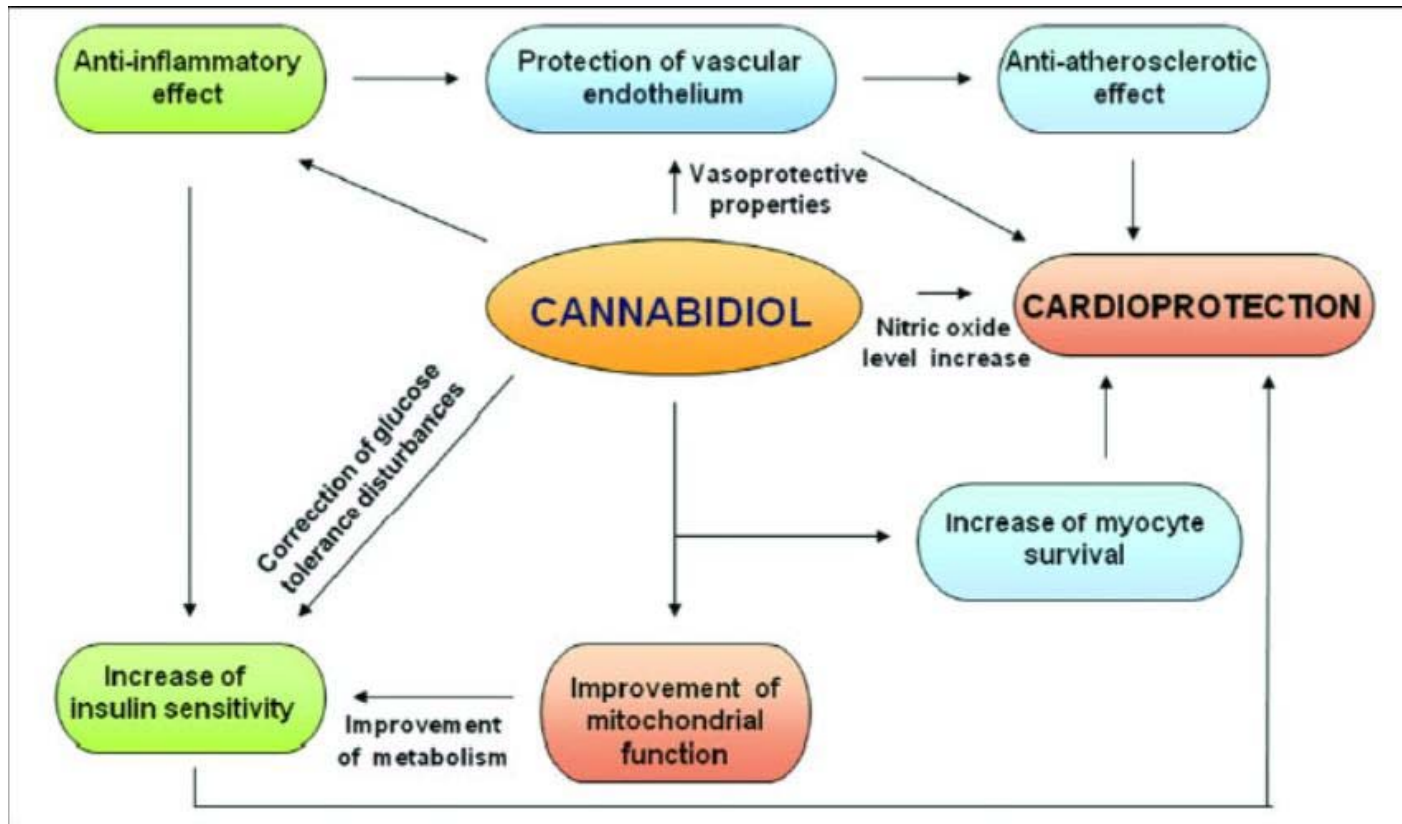 Anti-inflammatory
effect
Protection of vascular
endothelium
Anti-atherosclerotic
effect
Vasoprotective
properties
CANNABIDIOL
Nitric oxide
level increase
CARDIOPROTECTION
Correcction of glucose
tolerance disturbances
Increase of myocyte
survival
Increase of
insulin sensitivity
Improvement
of metabolism
Improvement of
mitochondrial
function